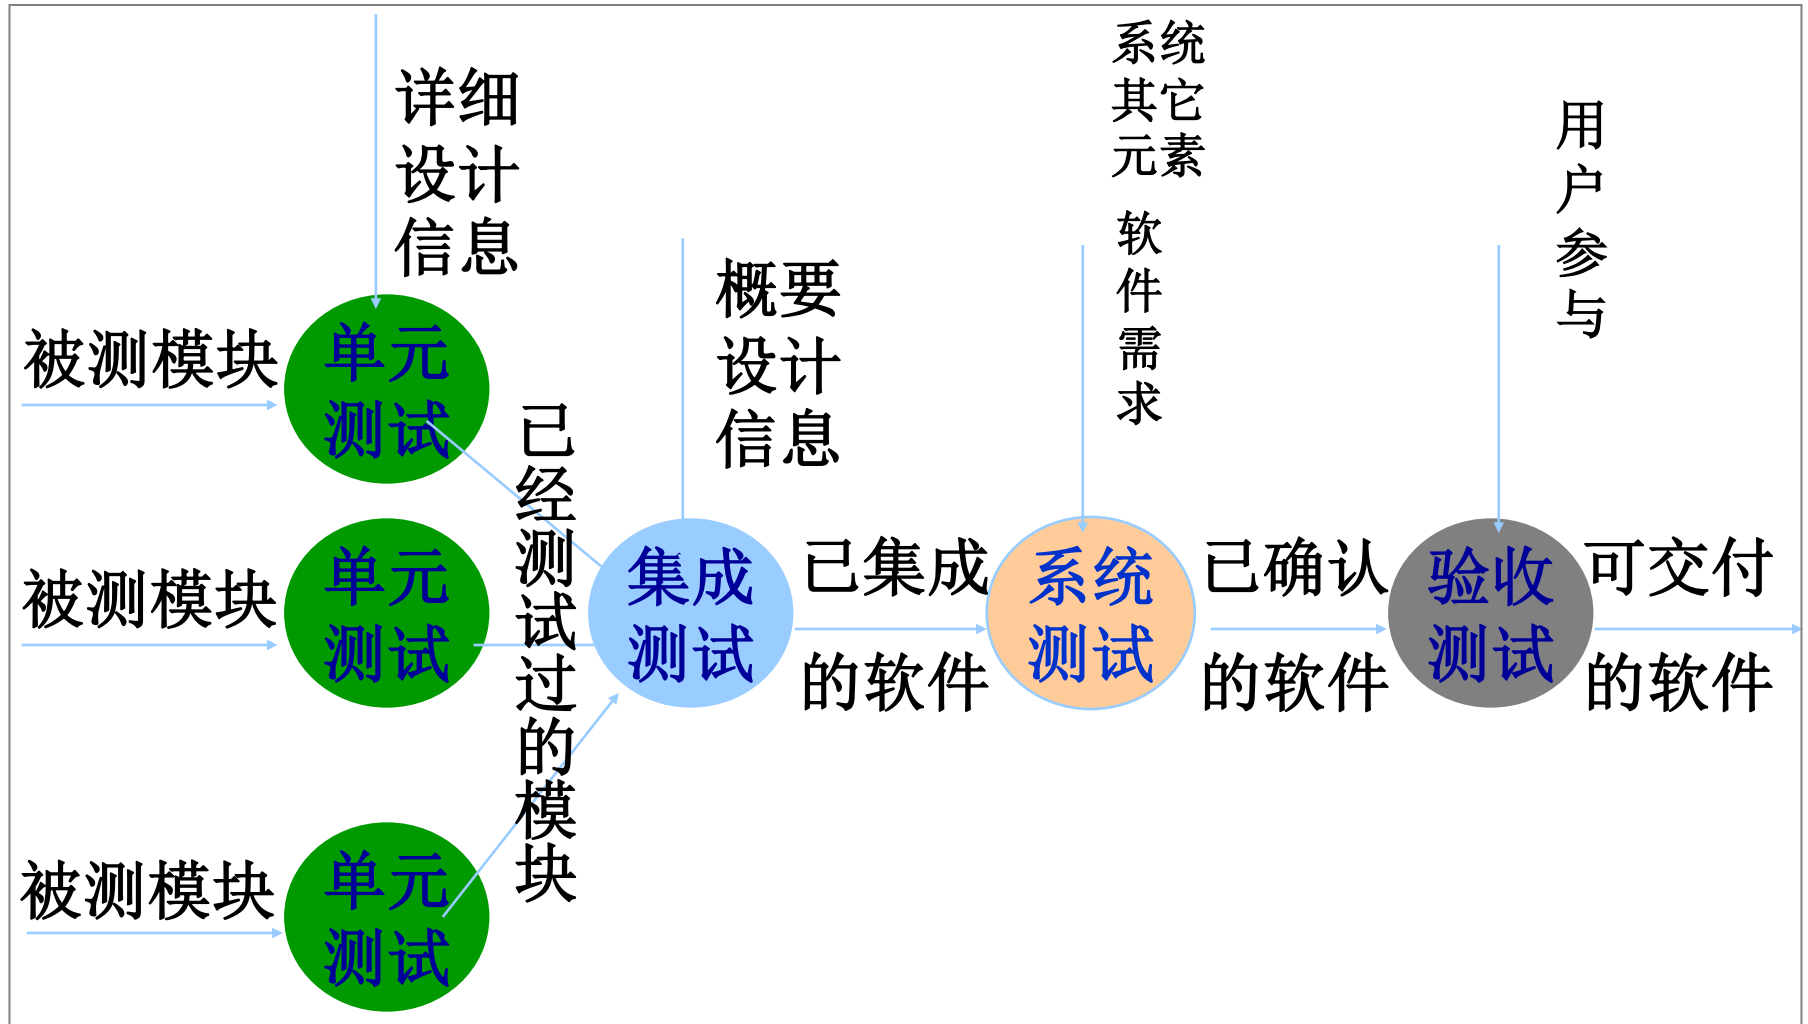 详细
设计
信息
系统
其它
元素
软
件
需
求
用
户
参
与
概要
设计
信息
被测模块
单元
测试
已
经
测
试
过
的
模
块
被测模块
单元
测试
集成
测试
已集成
的软件
系统
测试
已确认
的软件
验收
测试
可交付
的软件
被测模块
单元
测试